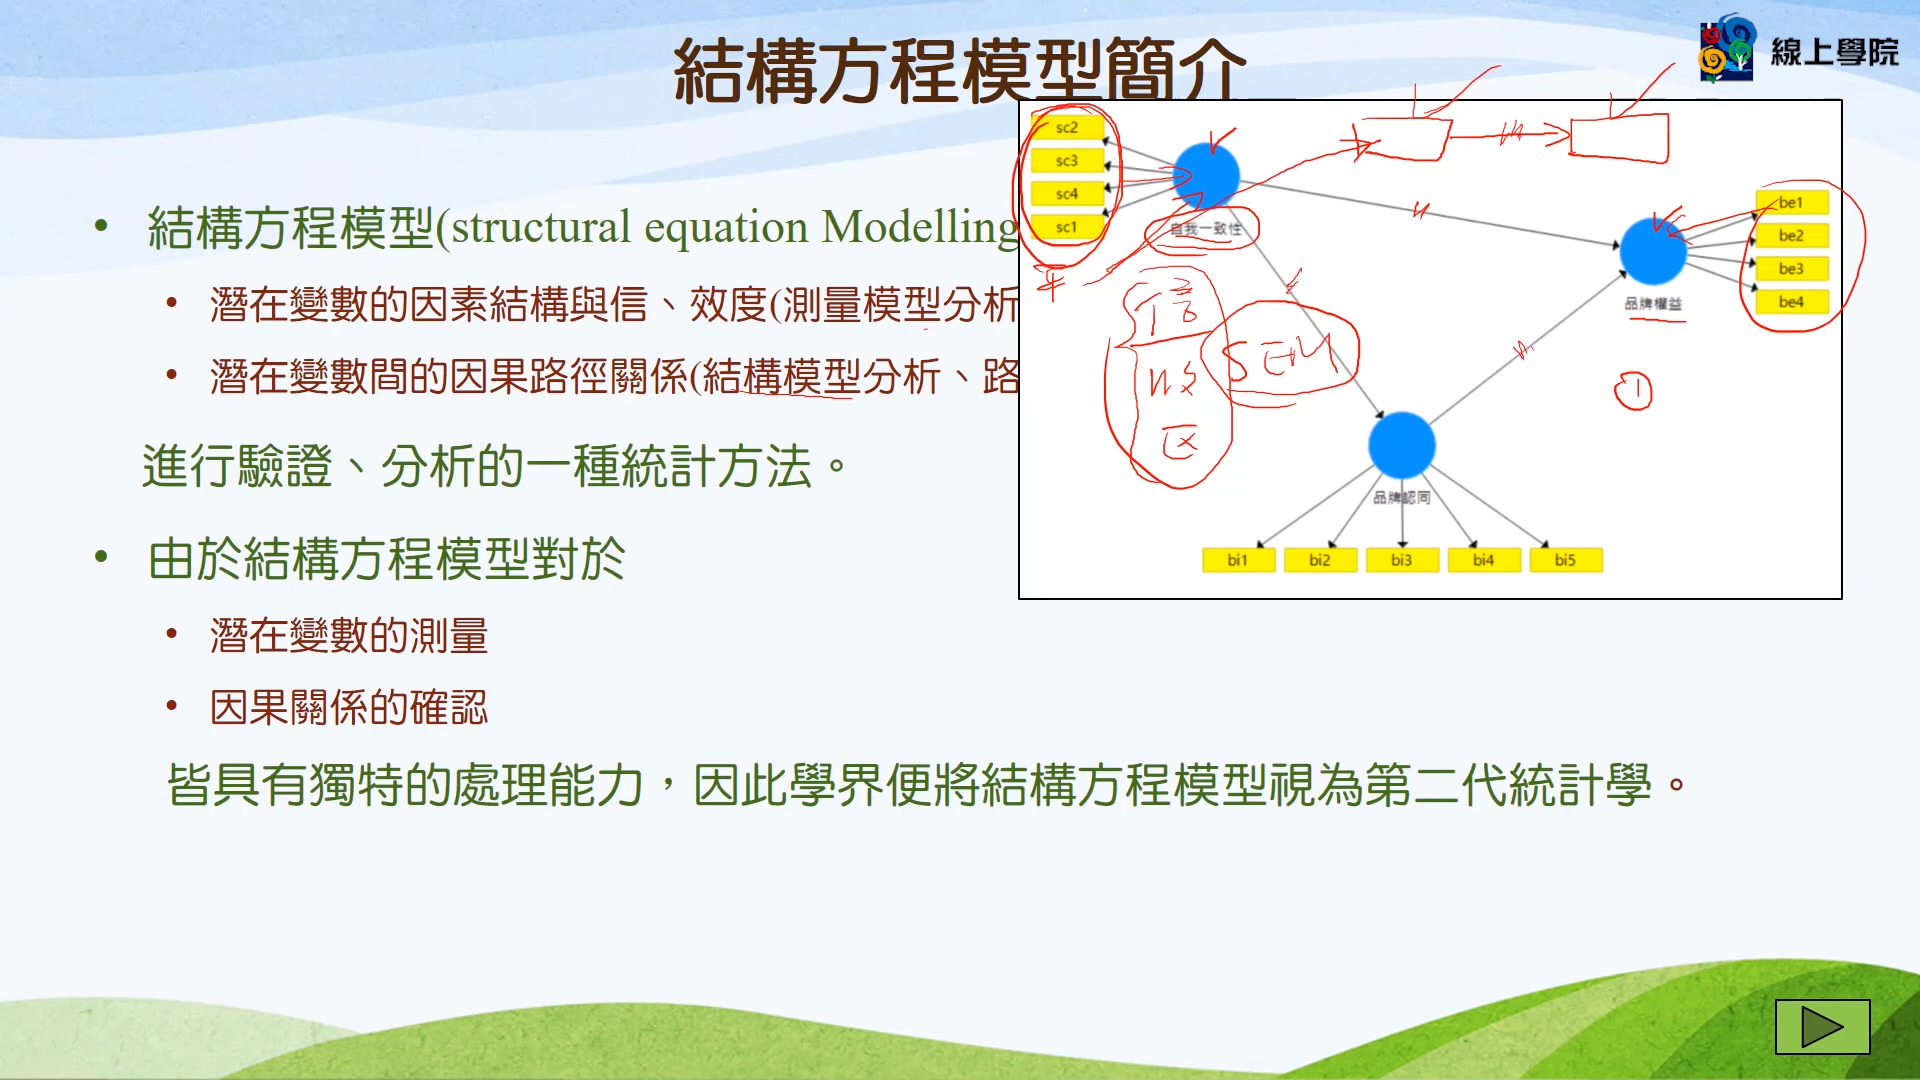 結構方程模型簡介
線上學院
結構方程模型(structural equation Modelling
潛在變數的因素結構與信、效度(測量模型分析
潛在變數間的因果路徑關係(結構模型分析、路
進行驗證、分析的一種統計方法。
由於結構方程模型對於
潛在變數的測量
因果關係的確認
皆具有獨特的處理能力，因此學界便將結構方程模型視為第二代統計學。
sc2
sc3
sc4
sc1
自我一致性
be1
be2
be3
be4
品牌權益
信
收
区
SEM
1
品牌認同
bi1 bi2 bi3 bi4 bi5